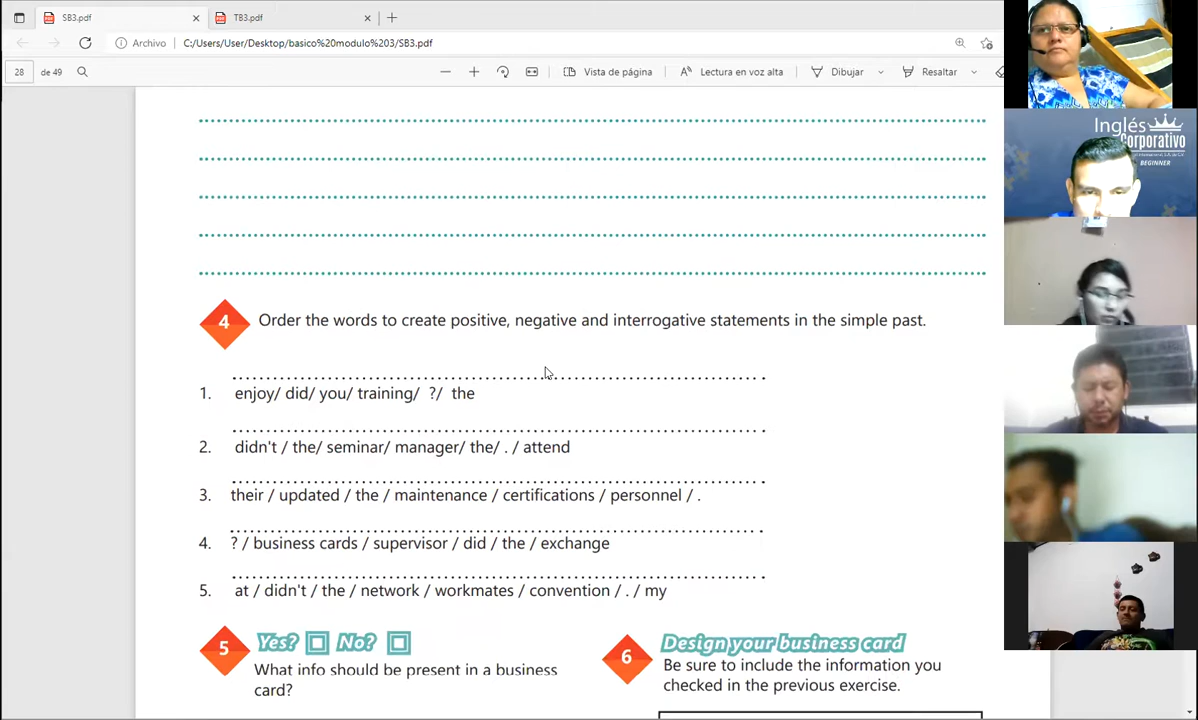 SB3.pdf
TB3.pdf
Archivo
C:/Users/User/Desktop/basico%20modulo%203/SB3.pdf
28 de 49
Vista de página
Lectura en voz alta
Dibujar
Resaltar
Inglés
Corporativo
BEGINNER
4 Order the words to create positive, negative and interrogative statements in the simple past.
1. enjoy/ did/ you/ training/ ?/ the
2. didn't / the/ seminar/ manager/ the/ . / attend
3. their / updated / the / maintenance / certifications / personnel / .
4. ? / business cards / supervisor / did / the / exchange
5. at / didn't / the / network / workmates / convention / . / my
5 Yes? No?
What info should be present in a business
card?
6 Design your business card
Be sure to include the information you
checked in the previous exercise.